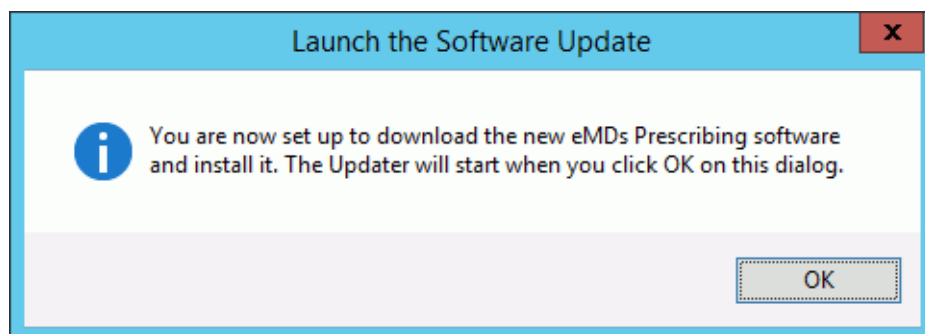 Launch the Software Update
x
You are now set up to download the new eMDs Prescribing software
and install it. The Updater will start when you click OK on this dialog.
OK